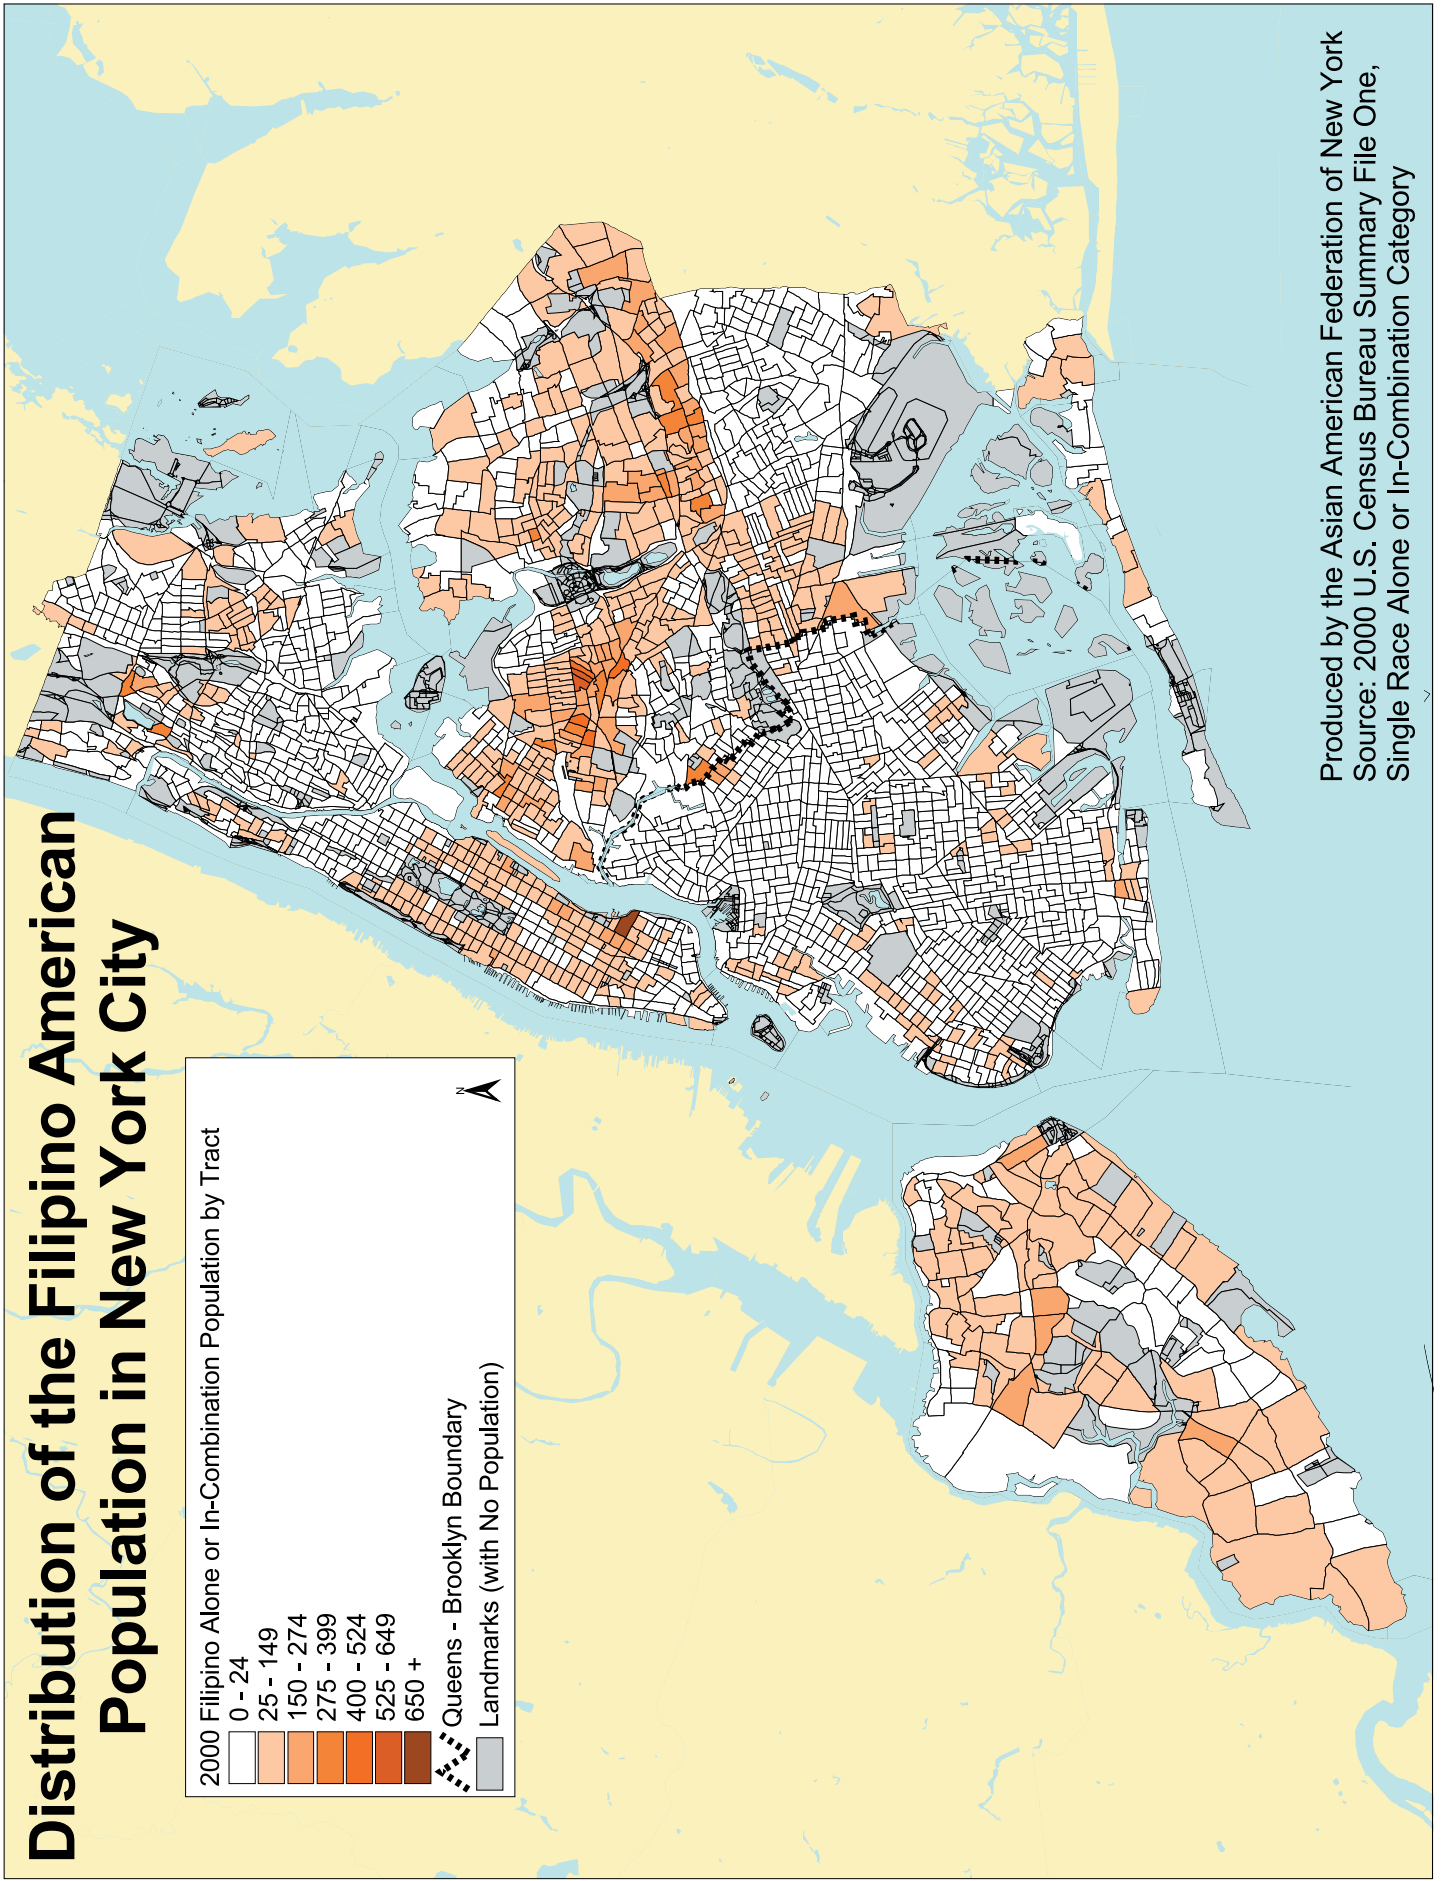 Distribution of the Filipino American
Population in New York City
2000 Filipino Alone or In-Combination Population by Tract
0 - 24
25 - 149
150 - 274
275 - 399
400 - 524
525 - 649
650 +
Queens - Brooklyn Boundary
Landmarks (with No Population)
N
Produced by the Asian American Federation of New York
Source: 2000 U.S. Census Bureau Summary File One,
Single Race Alone or In-Combination Category